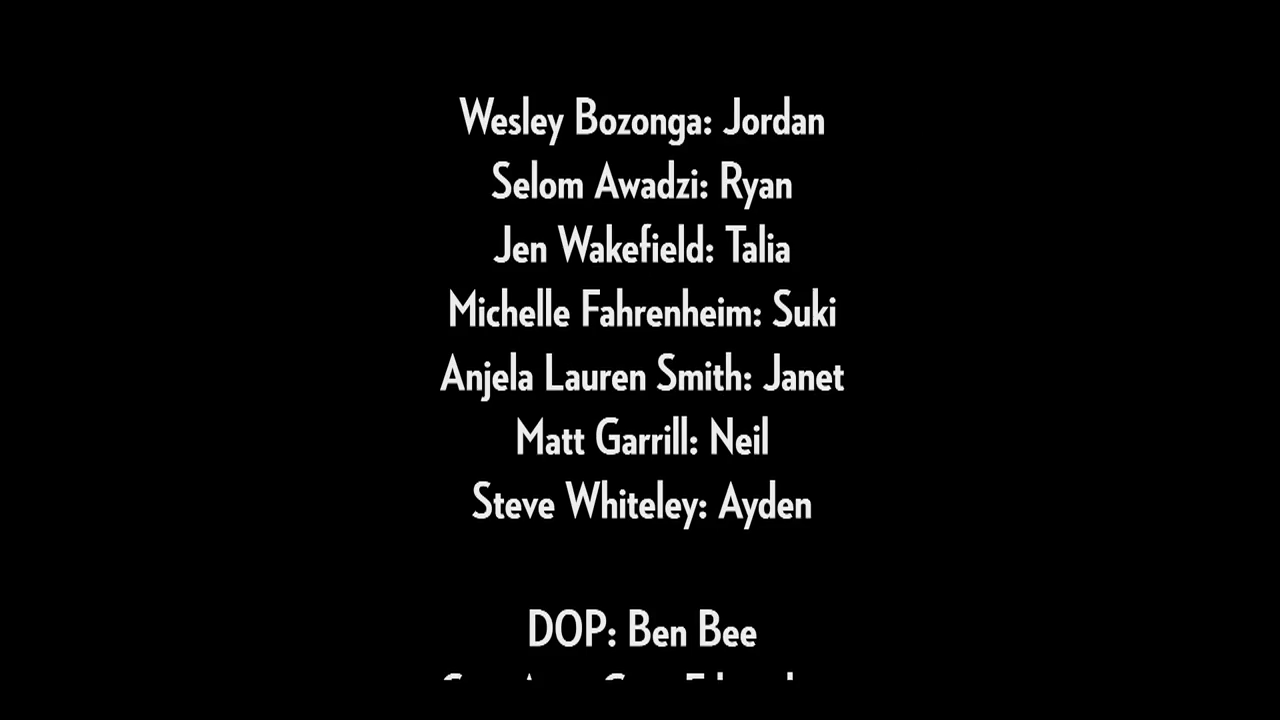 Wesley Bozonga: Jordan
Selom Awadzi: Ryan
Jen Wakefield: Talia
Michelle Fahrenheim: Suki
Anjela Lauren Smith: Janet
Matt Garrill: Neil
Steve Whiteley: Ayden
DOP: Ben Bee